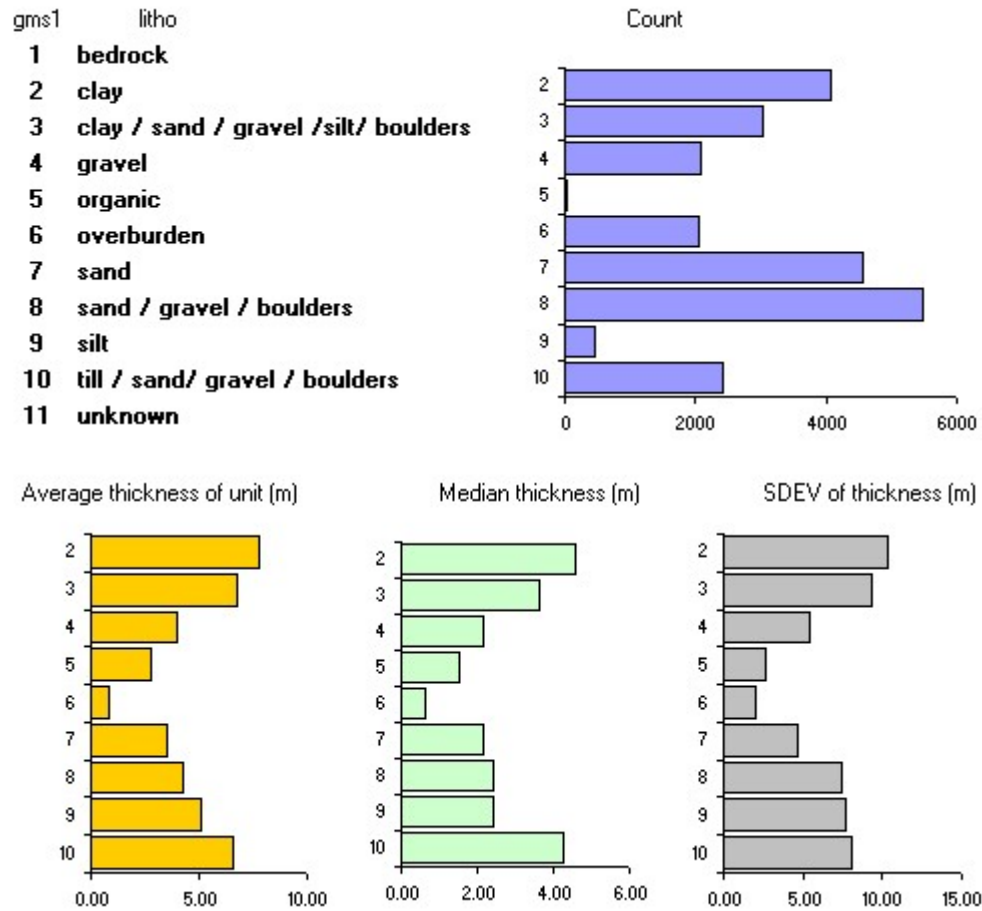 gms1 litho
1 bedrock
2 clay
3 clay / sand / gravel /silt/ boulders
4 gravel
5 organic
6 overburden
7 sand
8 sand / gravel / boulders
9 silt
10 till / sand/ gravel / boulders
11 unknown
Count
2
3
4
5
6
7
8
9
10
0 2000 4000 6000
Average thickness of unit (m)
2
3
4
5
6
7
8
9
10
0.00 5.00 10.00
Median thickness (m)
2
3
4
5
6
7
8
9
10
0.00 2.00 4.00 6.00
SDEV of thickness (m)
2
3
4
5
6
7
8
9
10
0.00 5.00 10.00 15.00